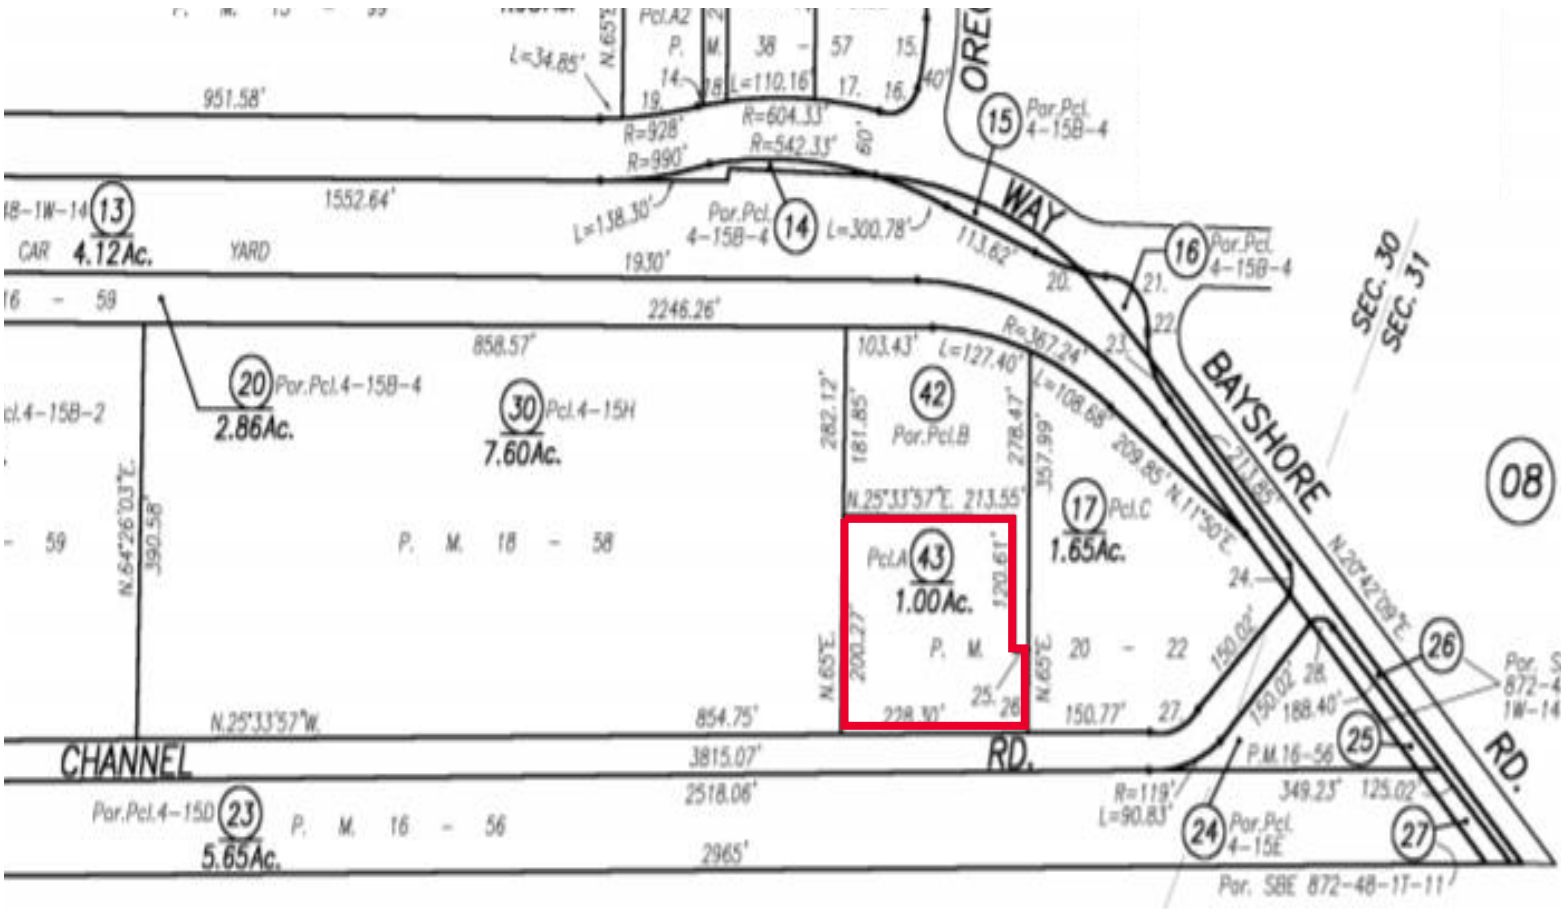 P. M. 15 - 59
N.65°E.
Pcl.A2
P. M. 38 - 57
15.
40'
OREG
L=34.85'
14.
18.
L=110.16'
17.
16.
951.58'
19.
R=604.33'
R=928'
R=542.33'
60'
R=990'
15
Por.Pcl.
4-15B-4
WAY
48-1W-14
13
4.12Ac.
1552.64'
L=138.30'
Por.Pcl.
4-15B-4
14
L=300.78'
113.62'
16
Por.Pcl.
4-15B-4
CAR YARD
1930'
20.
21.
22.
23.
SEC. 30
SEC. 31
16 - 59
2246.26'
858.57'
103.43'
L=127.40'
R=367.24'
L=108.68'
BAYSHORE
20
Por.Pcl.4-15B-4
2.86Ac.
30
Pcl.4-15H
7.60Ac.
cl.4-15B-2
282.12'
181.85'
42
Por.Pcl.B
278.47'
357.99'
209.85'
N.11°50'E.
213.85'
08
N.64°26'03"E.
390.58'
N.25°33'57"E. 213.55'
17
Pcl.C
1.65Ac.
- 59
P. M. 18 - 58
Pcl.A
43
1.00Ac.
120.61'
24.
N.20°42'09"E.
N.65°E.
200.27'
P. M. 20 - 22
N.65°E.
150.02'
26
Por. S
872-4
1W-14
25.
26
28.
150.02'
188.40'
N.25°33'57"W.
854.75'
228.30'
150.77'
27.
25
CHANNEL RD.
3815.07'
P.M.16-56
RD.
2518.06'
R=119'
L=90.83'
349.23'
125.02'
Por.Pcl.4-15D
23
5.65Ac.
P. M. 16 - 56
24
Por.Pcl.
4-15E
27
2965'
Por. SBE 872-48-1T-11